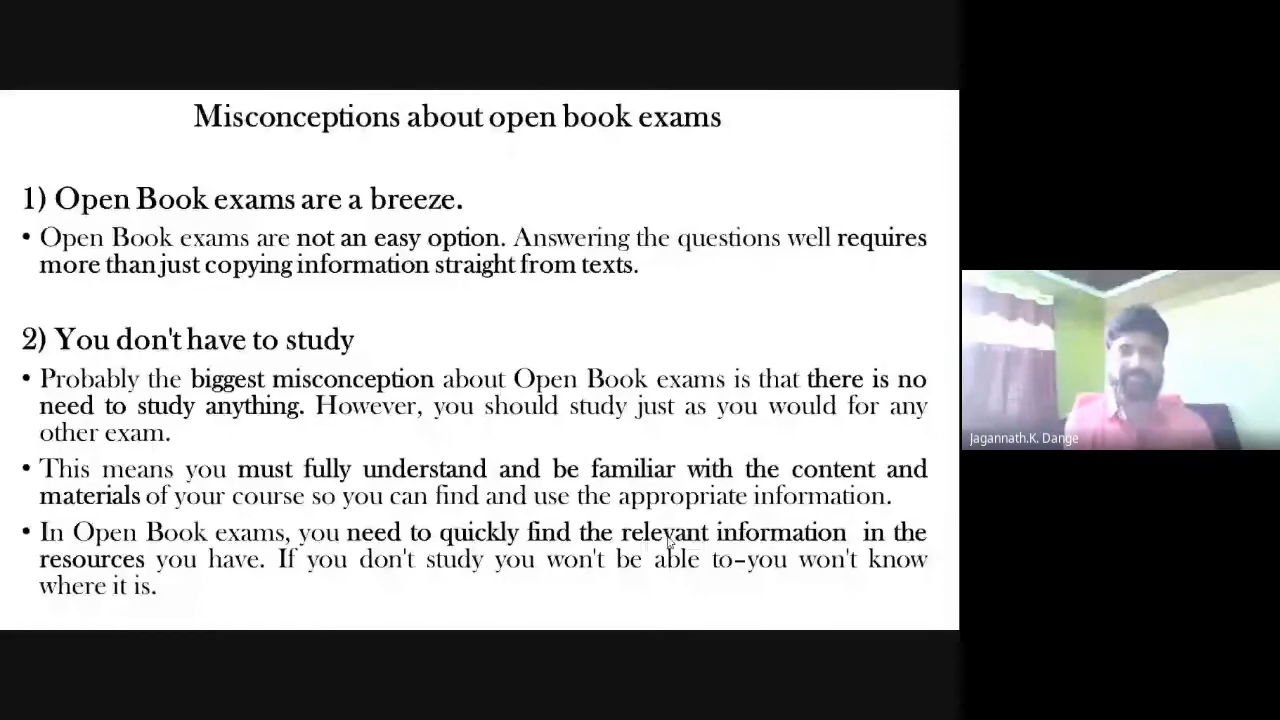 Misconceptions about open book exams
1) Open Book exams are a breeze.
• Open Book exams are not an easy option. Answering the questions well requires
more than just copying information straight from texts.
2) You don't have to study
• Probably the biggest misconception about Open Book exams is that there is no
need to study anything. However, you should study just as you would for any
other exam.
• This means you must fully understand and be familiar with the content and
materials of your course so you can find and use the appropriate information.
• In Open Book exams, you need to quickly find the relevant information in the
resources you have. If you don't study you won't be able to–you won't know
where it is.
Jagannath.K. Dange